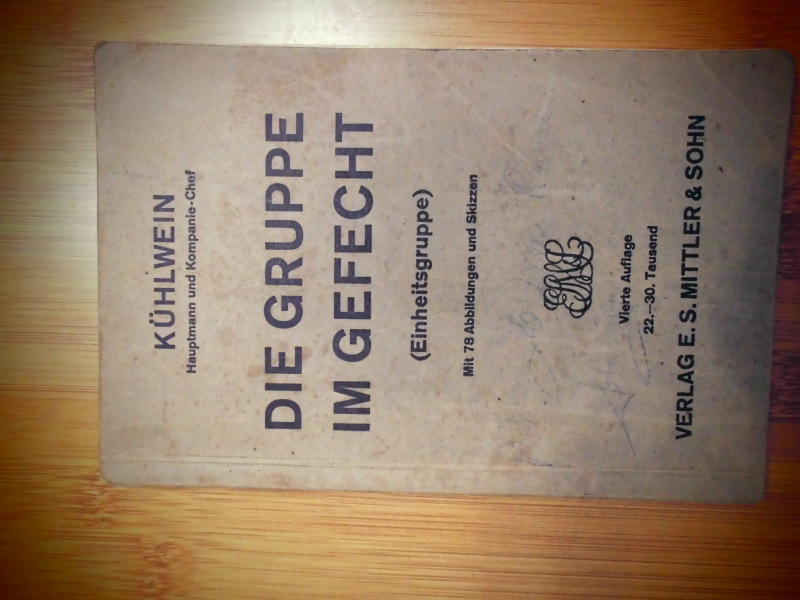 KÜHLWEIN
Hauptmann und Kompanie-Chef
DIE GRUPPE
IM GEFECHT
(Einheitsgruppe)
Mit 78 Abbildungen und Skizzen
Vierte Auflage
22.—30. Tausend
VERLAG E. S. MITTLER & SOHN